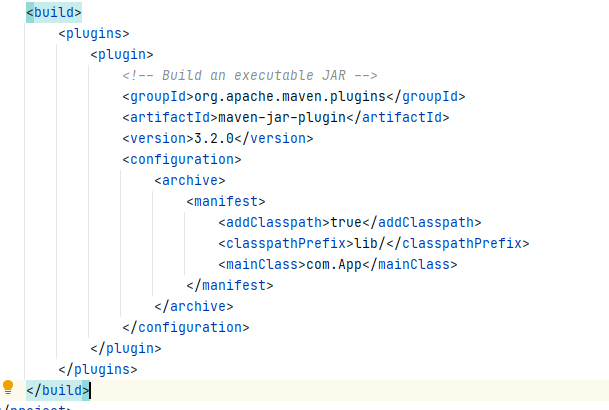 <build>
<plugins>
<plugin>
<!-- Build an executable JAR -->
<groupId>org.apache.maven.plugins</groupId>
<artifactId>maven-jar-plugin</artifactId>
<version>3.2.0</version>
<configuration>
<archive>
<manifest>
<addClasspath>true</addClasspath>
<classpathPrefix>lib/</classpathPrefix>
<mainClass>com.App</mainClass>
</manifest>
</archive>
</configuration>
</plugin>
</plugins>
</build>